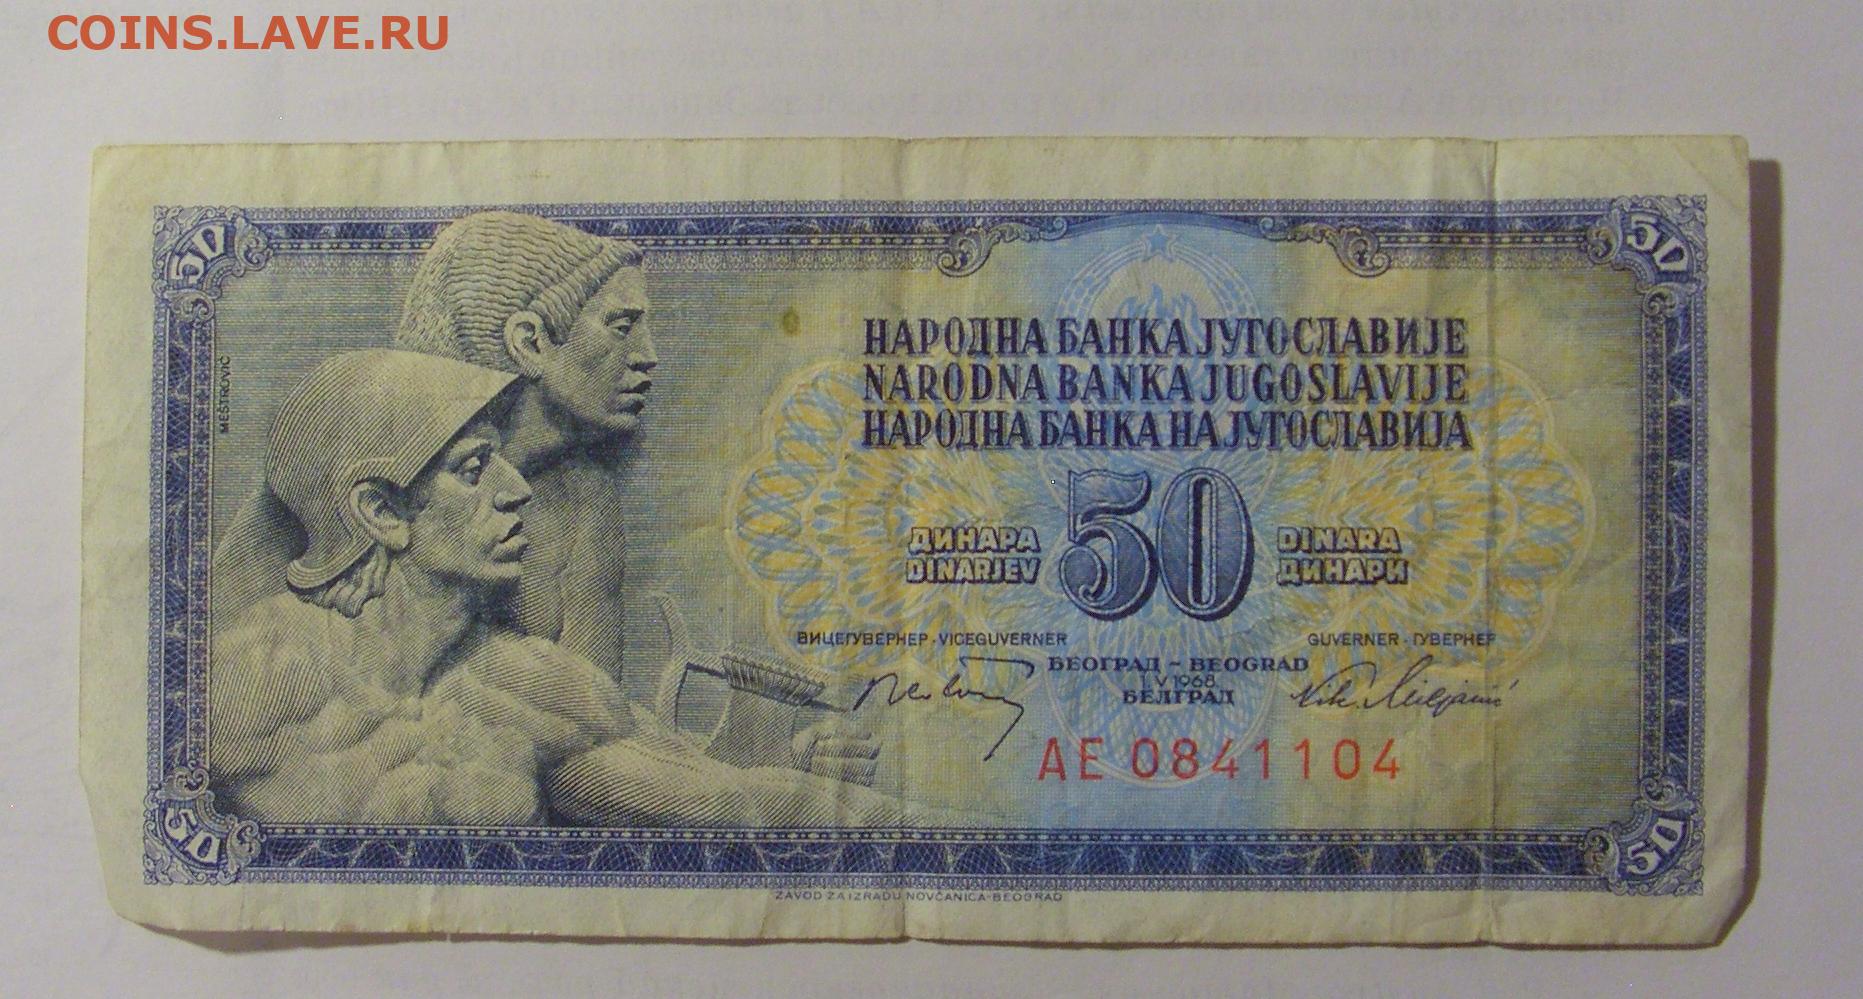 COINS.LAVE.RU
50 50
MEŠTROVIĆ
НАРОДНА БАНКА ЈУГОСЛАВИЈЕ
NARODNA BANKA JUGOSLAVIJE
НАРОДНА БАНКА НА ЈУГОСЛАВИЈА
ДИНАРА 50 DINARA
DINARJEV ДИНАРИ
ВИЦЕГУВЕРНЕР · VICEGUVERNER GUVERNER · ГУВЕРНЕР
БЕОГРАД - BEOGRAD
1 V 1968
БЕЛГРАД
AE 0841104
50 50
ZAVOD ZA IZRADU NOVČANICA-BEOGRAD